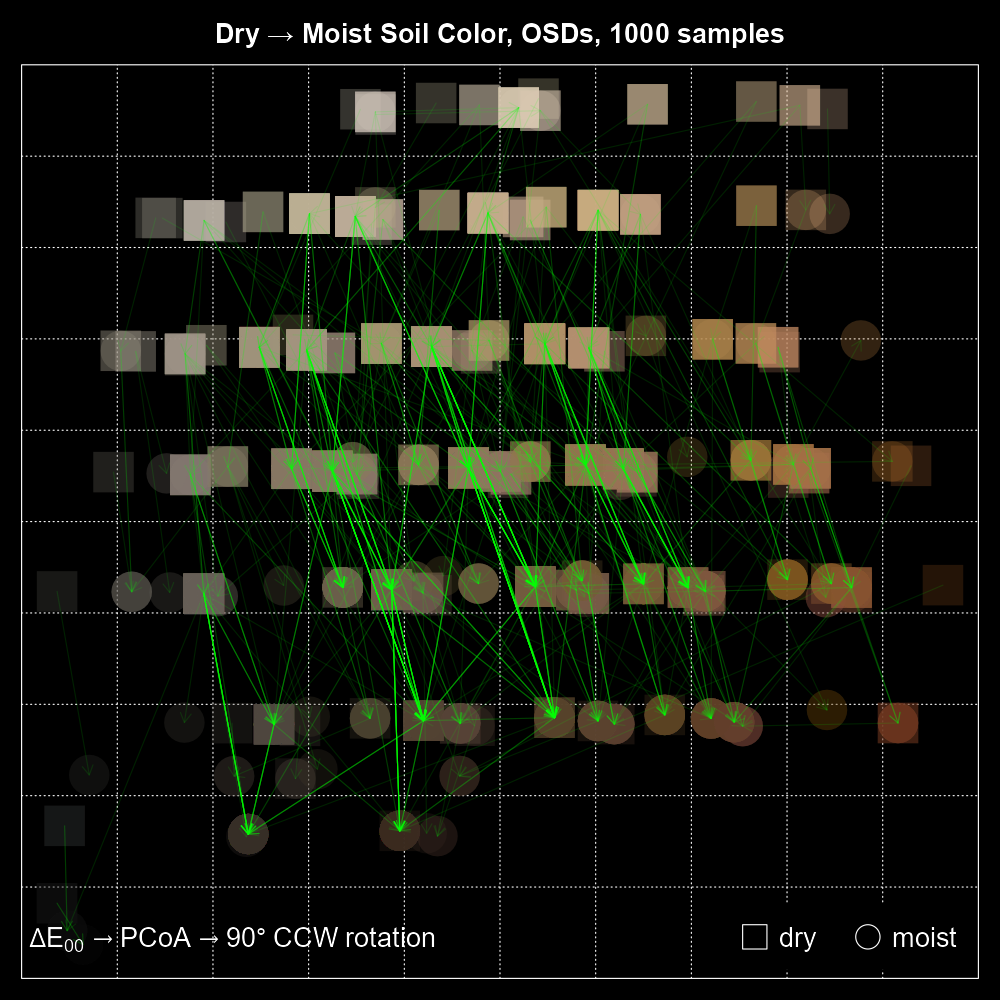 Dry → Moist Soil Color, OSDs, 1000 samples
ΔE₀₀ → PCoA → 90° CCW rotation
dry moist